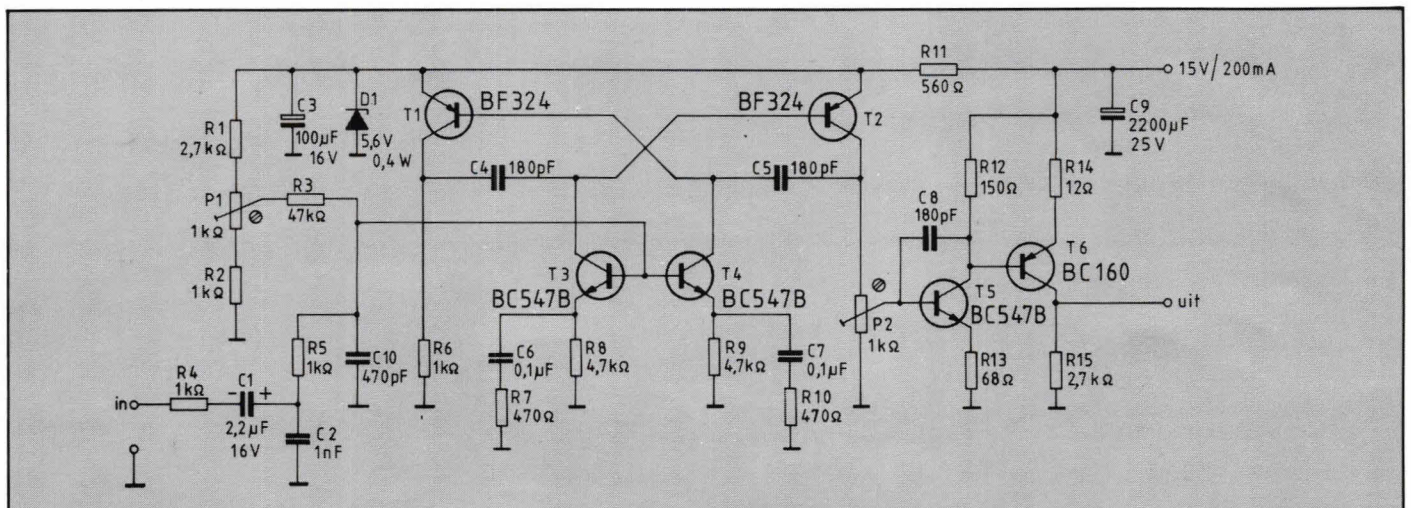 R11
560Ω
15V/200mA
C3
100µF
16V
D1
5,6V
0,4W
T1
BF324
BF324
T2
C9
2200µF
25V
R1
2,7kΩ
C4
180pF
C5
180pF
R12
150Ω
R14
12Ω
P1
1kΩ
R3
47kΩ
C8
180pF
T6
BC160
R2
1kΩ
T3
BC547B
T4
BC547B
P2
1kΩ
T5
BC547B
uit
R4
1kΩ
C1
- +
2,2µF
16V
R5
1kΩ
C10
470pF
R6
1kΩ
C6
0,1µF
R8
4,7kΩ
R9
4,7kΩ
C7
0,1µF
R13
68Ω
R15
2,7kΩ
in
C2
1nF
R7
470Ω
R10
470Ω